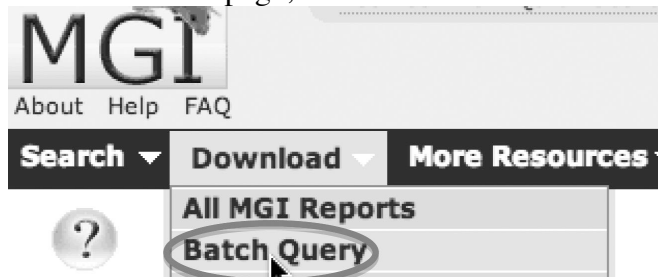 MGI
About Help FAQ
Search Download More Resources
All MGI Reports
? Batch Query